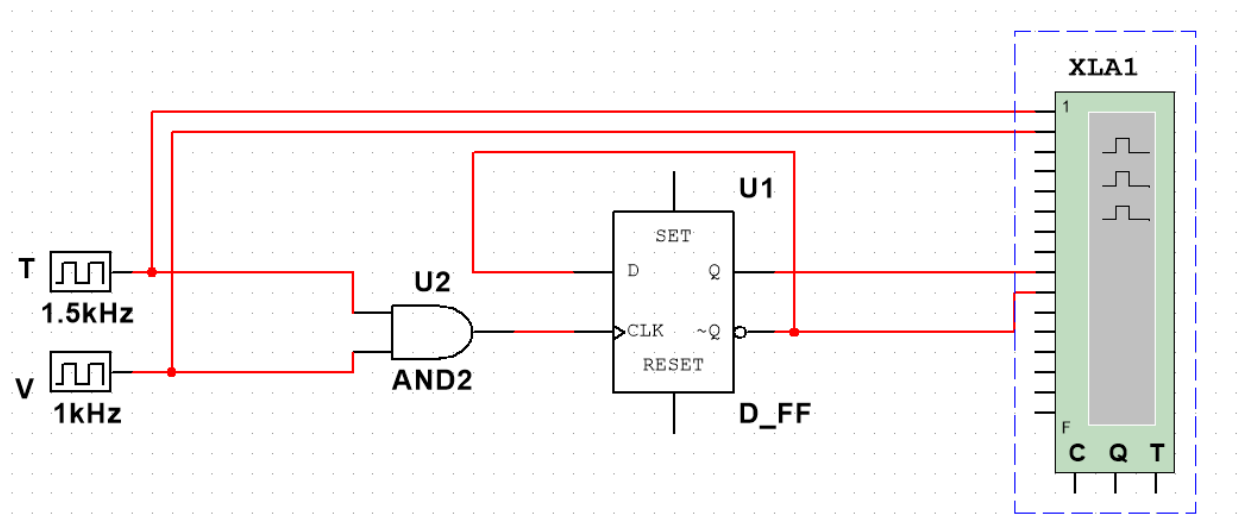 XLA1
1
U1
SET
T
D
Q
U2
1.5kHz
CLK
~Q
RESET
V
AND2
1kHz
D_FF
F
C Q T